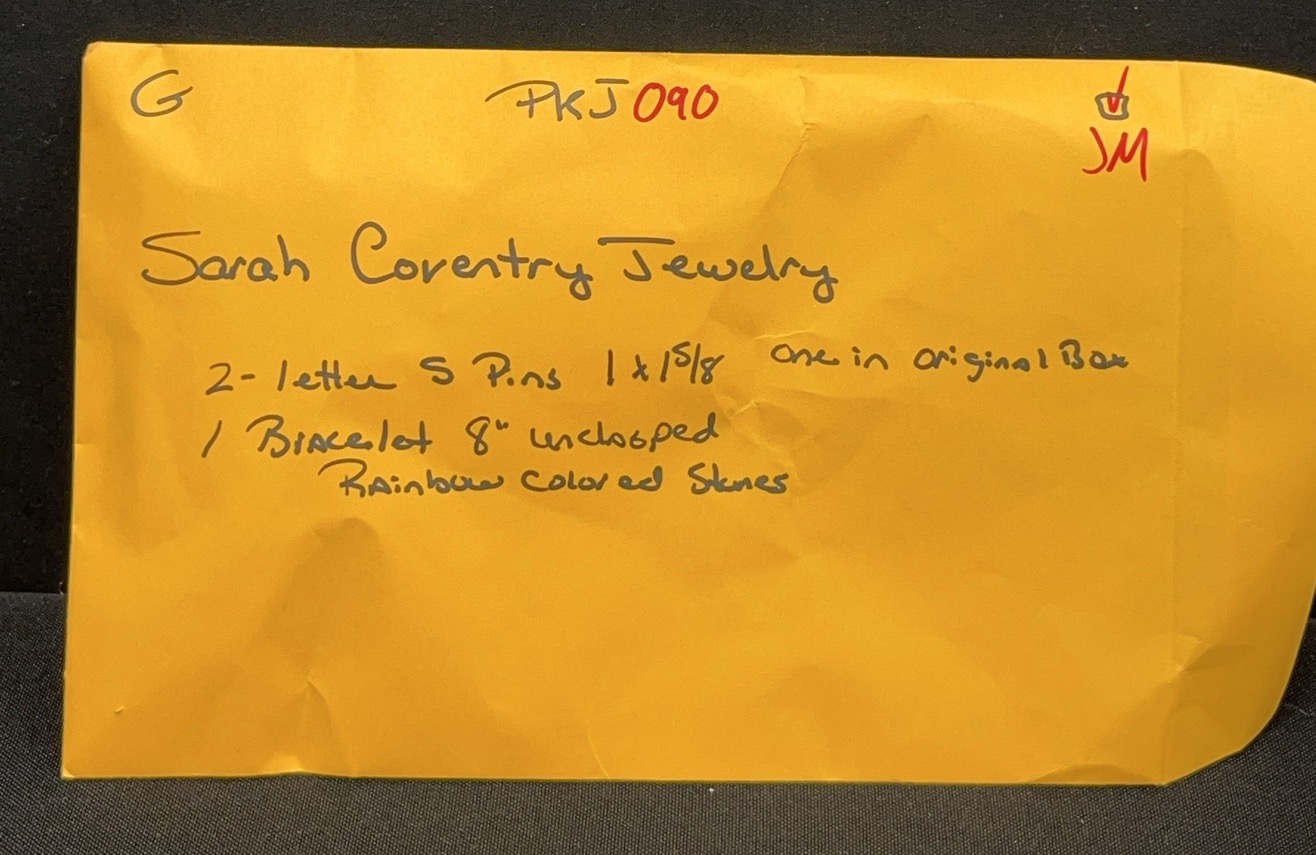 G PKJ090
JM
Sarah Coventry Jewelry
2- letter S Pins 1 x 1 5/8 one in original Box
1 Bracelet 8" unclasped
Rainbow Colored Stones